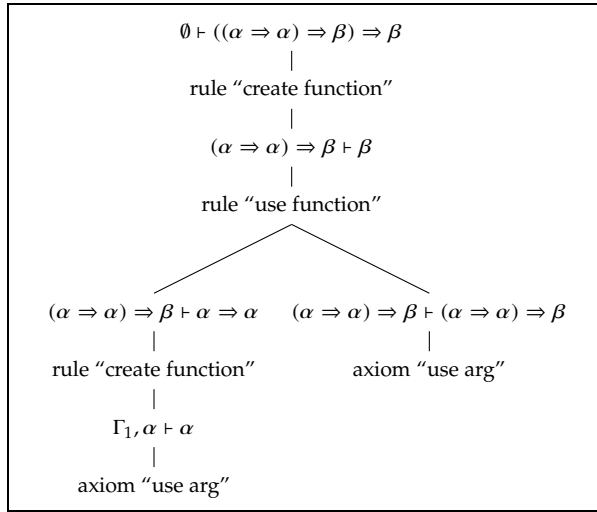 ∅ ⊢ ((α ⇒ α) ⇒ β) ⇒ β
rule “create function”
(α ⇒ α) ⇒ β ⊢ β
rule “use function”
(α ⇒ α) ⇒ β ⊢ α ⇒ α (α ⇒ α) ⇒ β ⊢ (α ⇒ α) ⇒ β
rule “create function” axiom “use arg”
Γ₁, α ⊢ α
axiom “use arg”